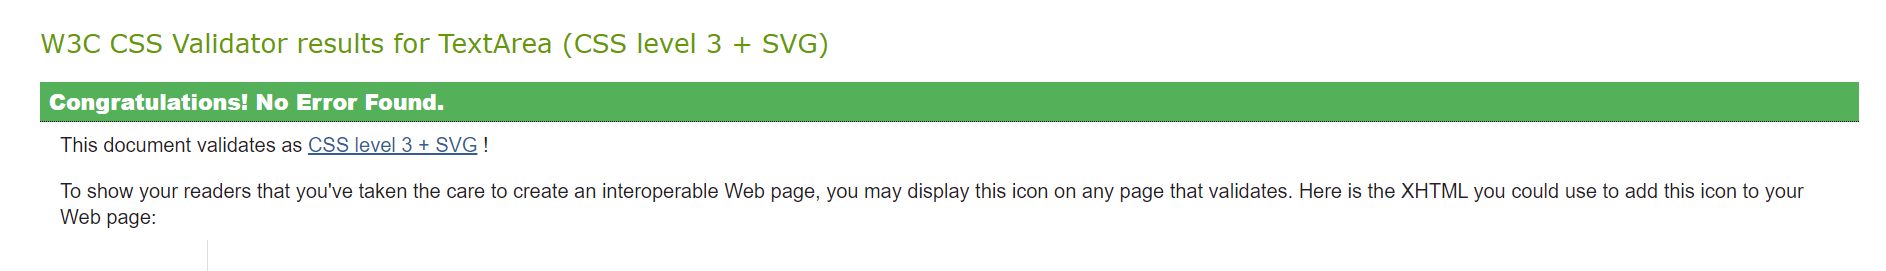 W3C CSS Validator results for TextArea (CSS level 3 + SVG)
Congratulations! No Error Found.
This document validates as CSS level 3 + SVG !
To show your readers that you've taken the care to create an interoperable Web page, you may display this icon on any page that validates. Here is the XHTML you could use to add this icon to your
Web page: